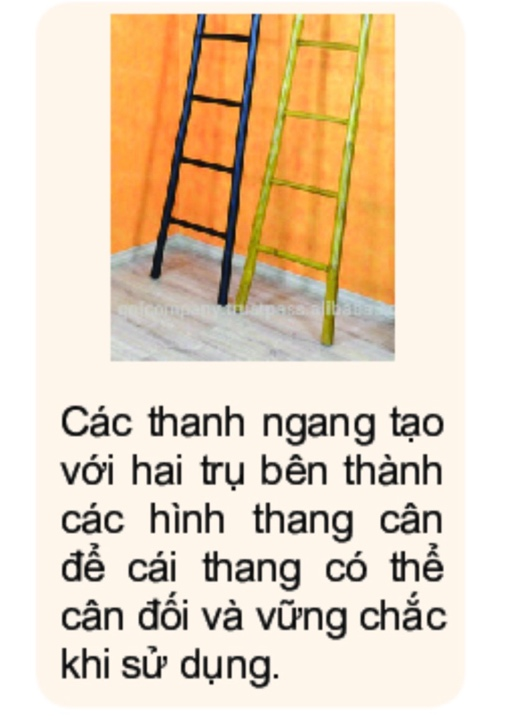 Các thanh ngang tạo
với hai trụ bên thành
các hình thang cân
để cái thang có thể
cân đối và vững chắc
khi sử dụng.